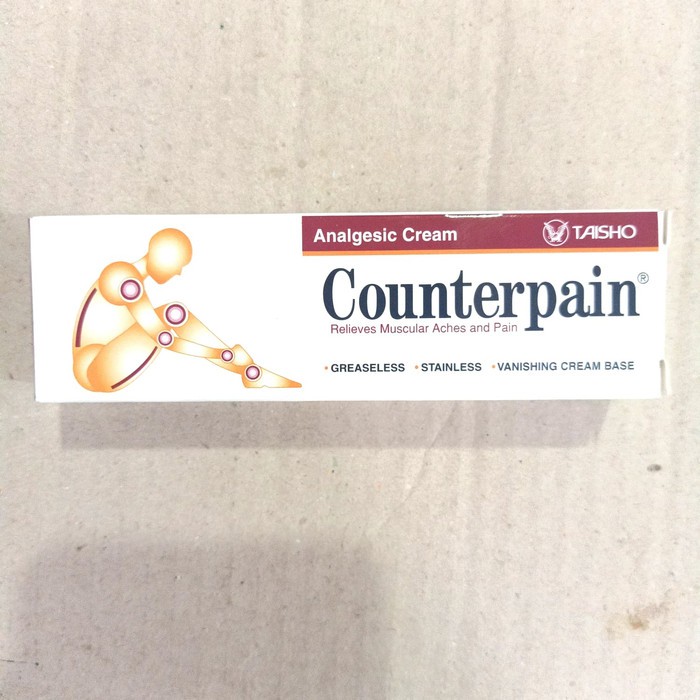 Analgesic Cream
TAISHO
Counterpain®
Relieves Muscular Aches and Pain
• GREASELESS • STAINLESS • VANISHING CREAM BASE